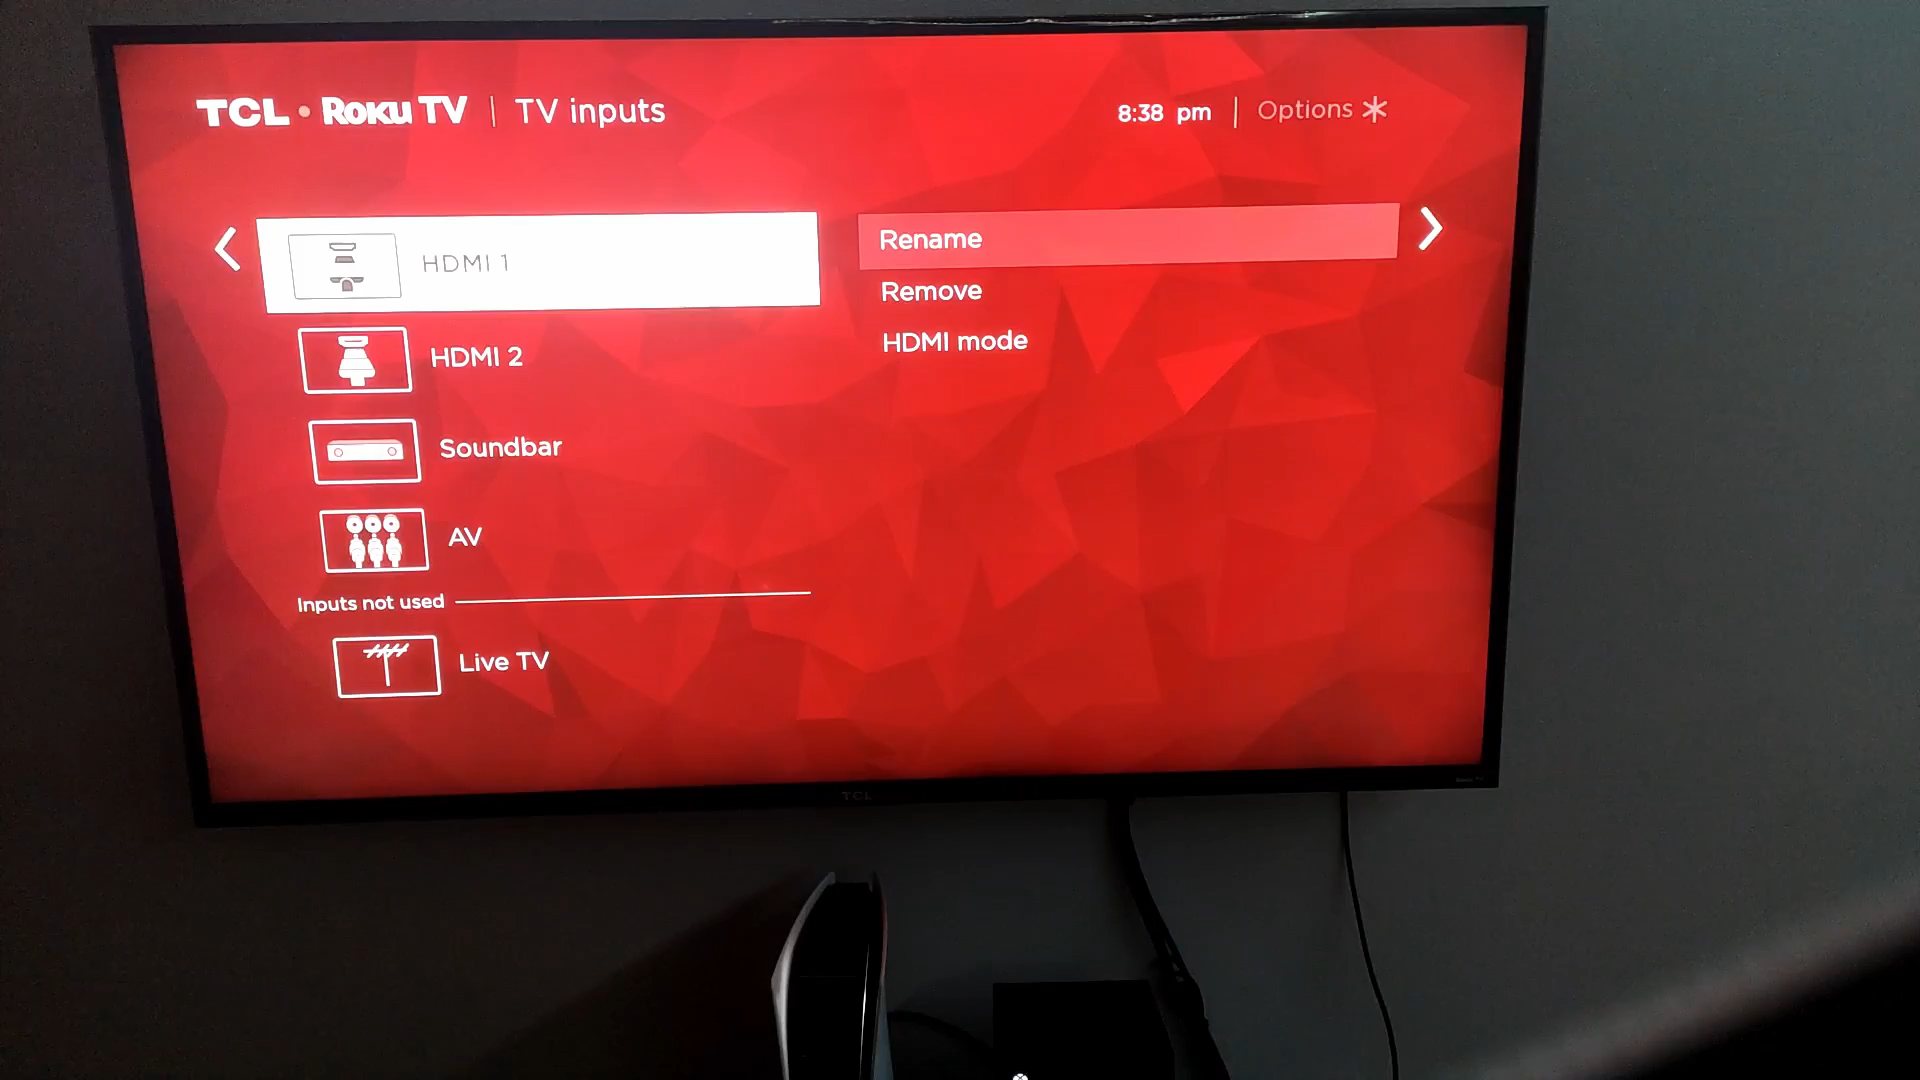 TCL • Roku TV | TV inputs
8:38 pm | Options
HDMI 1
HDMI 2
Soundbar
AV
Inputs not used
Live TV
Rename
Remove
HDMI mode
TCL